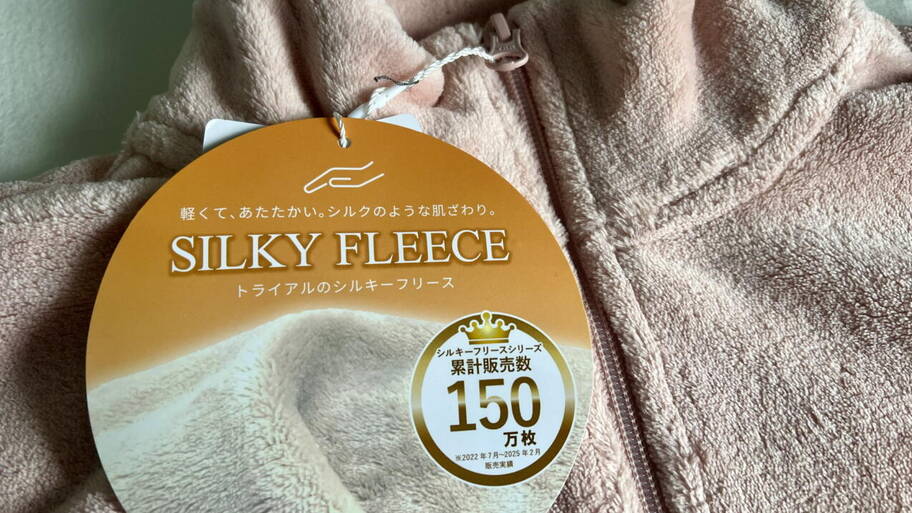 軽くて、あたたかい。シルクのような肌ざわり。
SILKY FLEECE
トライアルのシルキーフリース
シルキーフリースシリーズ
累計販売数
150
万枚
※2022年7月~2025年2月
販売実績